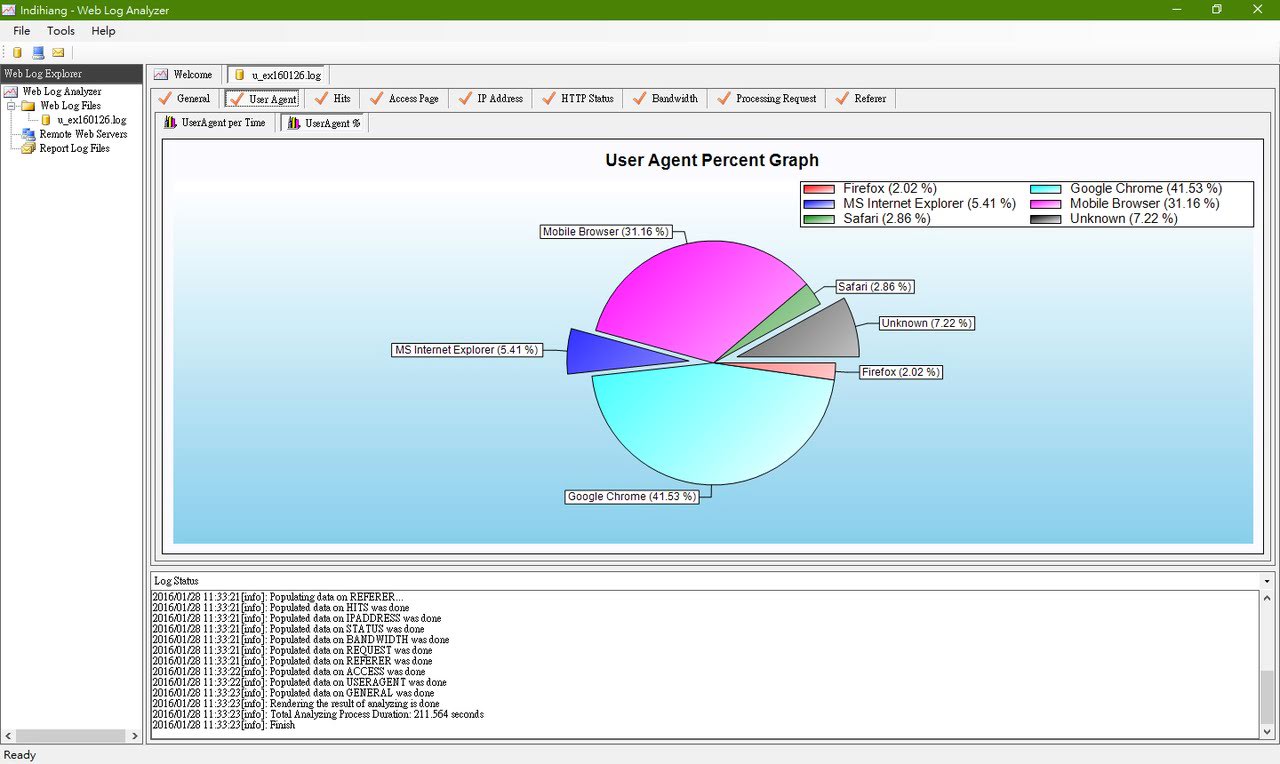 Indihiang - Web Log Analyzer
File Tools Help
Web Log Explorer
Web Log Analyzer
Web Log Files
u_ex160126.log
Remote Web Servers
Report Log Files
Welcome u_ex160126.log
General User Agent Hits Access Page IP Address HTTP Status Bandwidth Processing Request Referer
UserAgent per Time UserAgent %
User Agent Percent Graph
Firefox (2.02 %) Google Chrome (41.53 %)
MS Internet Explorer (5.41 %) Mobile Browser (31.16 %)
Safari (2.86 %) Unknown (7.22 %)
Mobile Browser (31.16 %)
Safari (2.86 %)
Unknown (7.22 %)
MS Internet Explorer (5.41 %)
Firefox (2.02 %)
Google Chrome (41.53 %)
Log Status
2016/01/28 11:33:21[info]: Populating data on REFERER...
2016/01/28 11:33:21[info]: Populated data on HITS was done
2016/01/28 11:33:21[info]: Populated data on IPADDRESS was done
2016/01/28 11:33:21[info]: Populated data on STATUS was done
2016/01/28 11:33:21[info]: Populated data on BANDWIDTH was done
2016/01/28 11:33:21[info]: Populated data on REQUEST was done
2016/01/28 11:33:21[info]: Populated data on REFERER was done
2016/01/28 11:33:22[info]: Populated data on ACCESS was done
2016/01/28 11:33:22[info]: Populated data on USERAGENT was done
2016/01/28 11:33:23[info]: Populated data on GENERAL was done
2016/01/28 11:33:23[info]: Rendering the result of analyzing is done
2016/01/28 11:33:23[info]: Total Analyzing Process Duration: 211.564 seconds
2016/01/28 11:33:23[info]: Finish
Ready